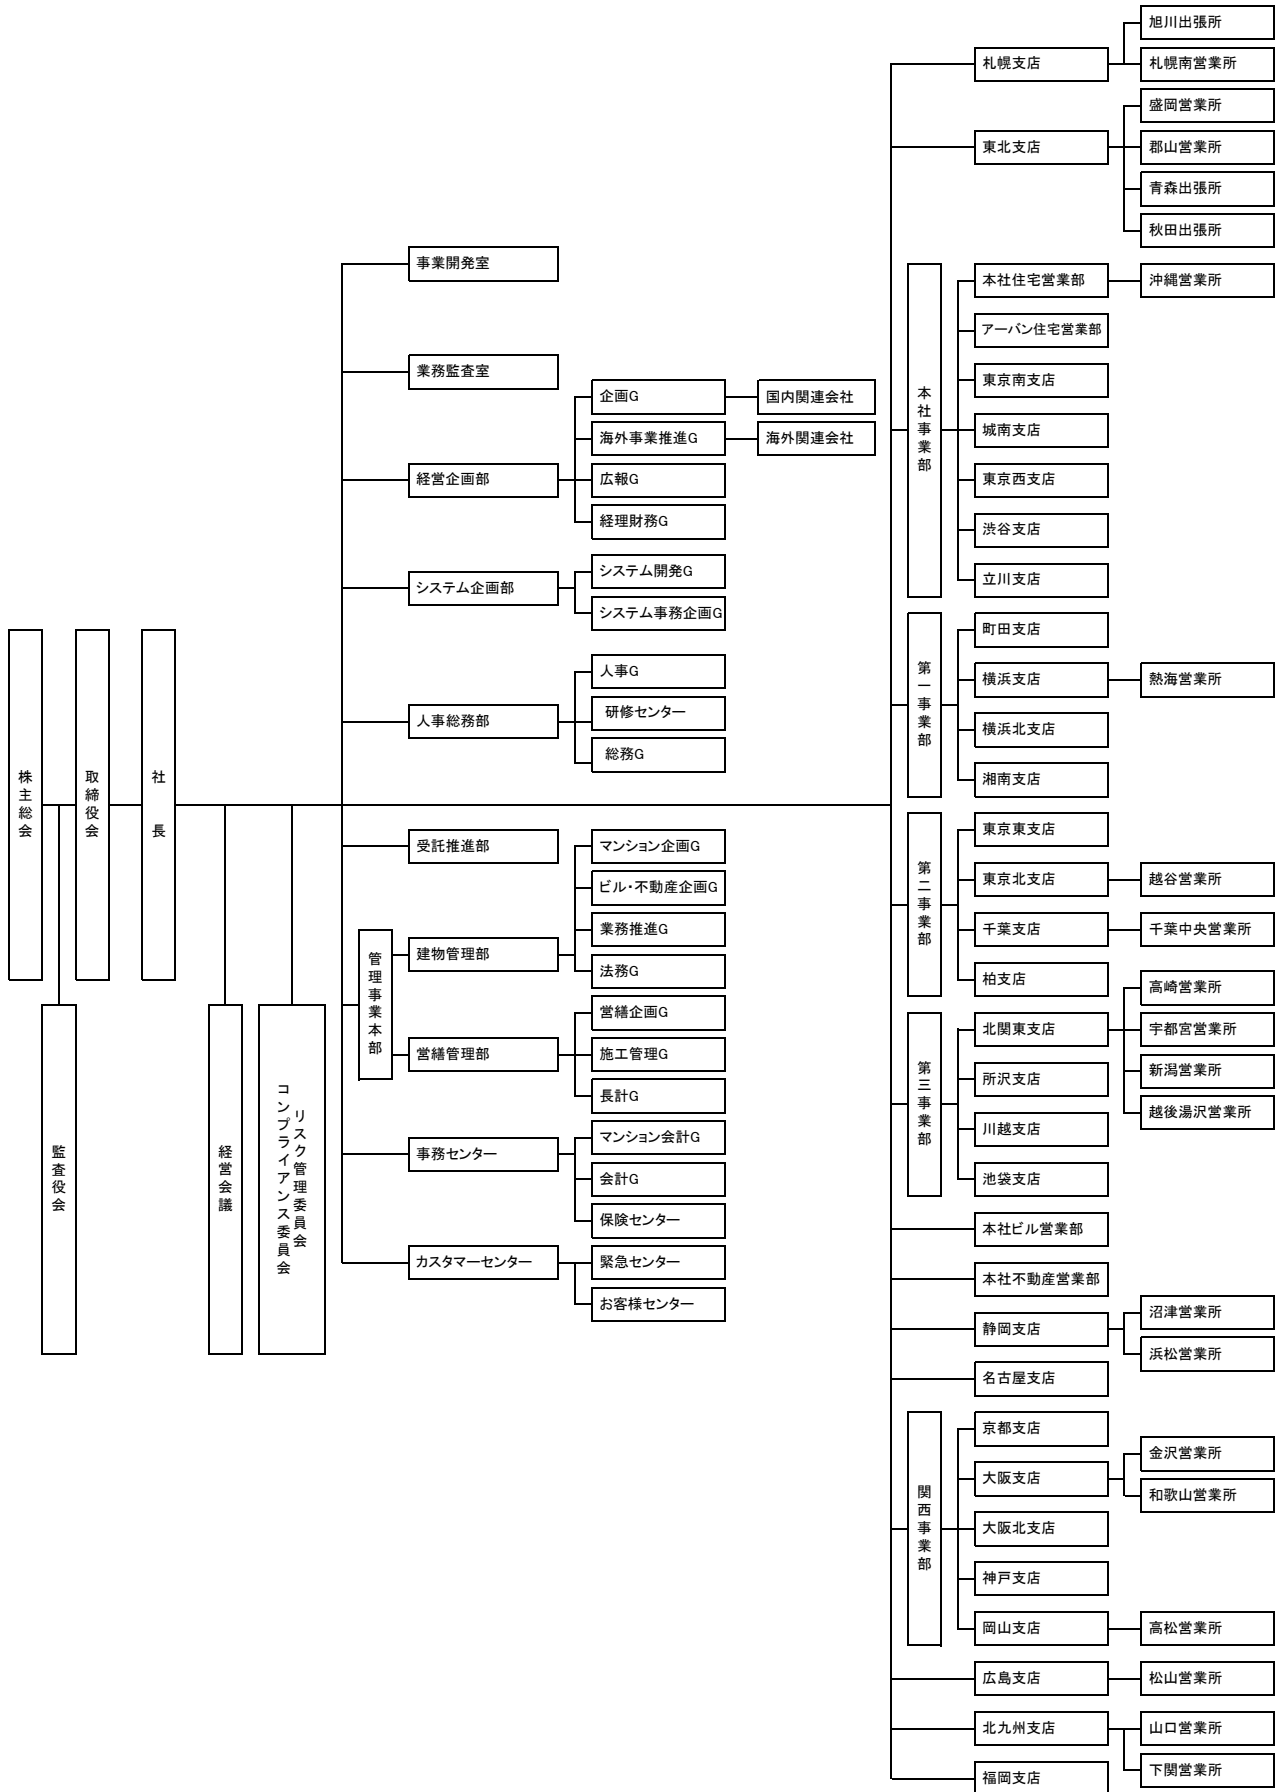 株主総会
取締役会
社長
監査役会
経営会議
リスク管理委員会
コンプライアンス委員会
事業開発室
業務監査室
経営企画部
企画G
国内関連会社
海外事業推進G
海外関連会社
広報G
経理財務G
システム企画部
システム開発G
システム事務企画G
人事総務部
人事G
研修センター
総務G
受託推進部
管理事業本部
建物管理部
マンション企画G
ビル・不動産企画G
業務推進G
法務G
営繕管理部
営繕企画G
施工管理G
長計G
事務センター
マンション会計G
会計G
保険センター
カスタマーセンター
緊急センター
お客様センター
札幌支店
旭川出張所
札幌南営業所
東北支店
盛岡営業所
郡山営業所
青森出張所
秋田出張所
本社事業部
本社住宅営業部
沖縄営業所
アーバン住宅営業部
東京南支店
城南支店
東京西支店
渋谷支店
立川支店
第一事業部
町田支店
横浜支店
熱海営業所
横浜北支店
湘南支店
第二事業部
東京東支店
東京北支店
越谷営業所
千葉支店
千葉中央営業所
柏支店
第三事業部
北関東支店
高崎営業所
宇都宮営業所
新潟営業所
越後湯沢営業所
所沢支店
川越支店
池袋支店
本社ビル営業部
本社不動産営業部
静岡支店
沼津営業所
浜松営業所
名古屋支店
関西事業部
京都支店
大阪支店
金沢営業所
和歌山営業所
大阪北支店
神戸支店
岡山支店
高松営業所
広島支店
松山営業所
北九州支店
山口営業所
下関営業所
福岡支店